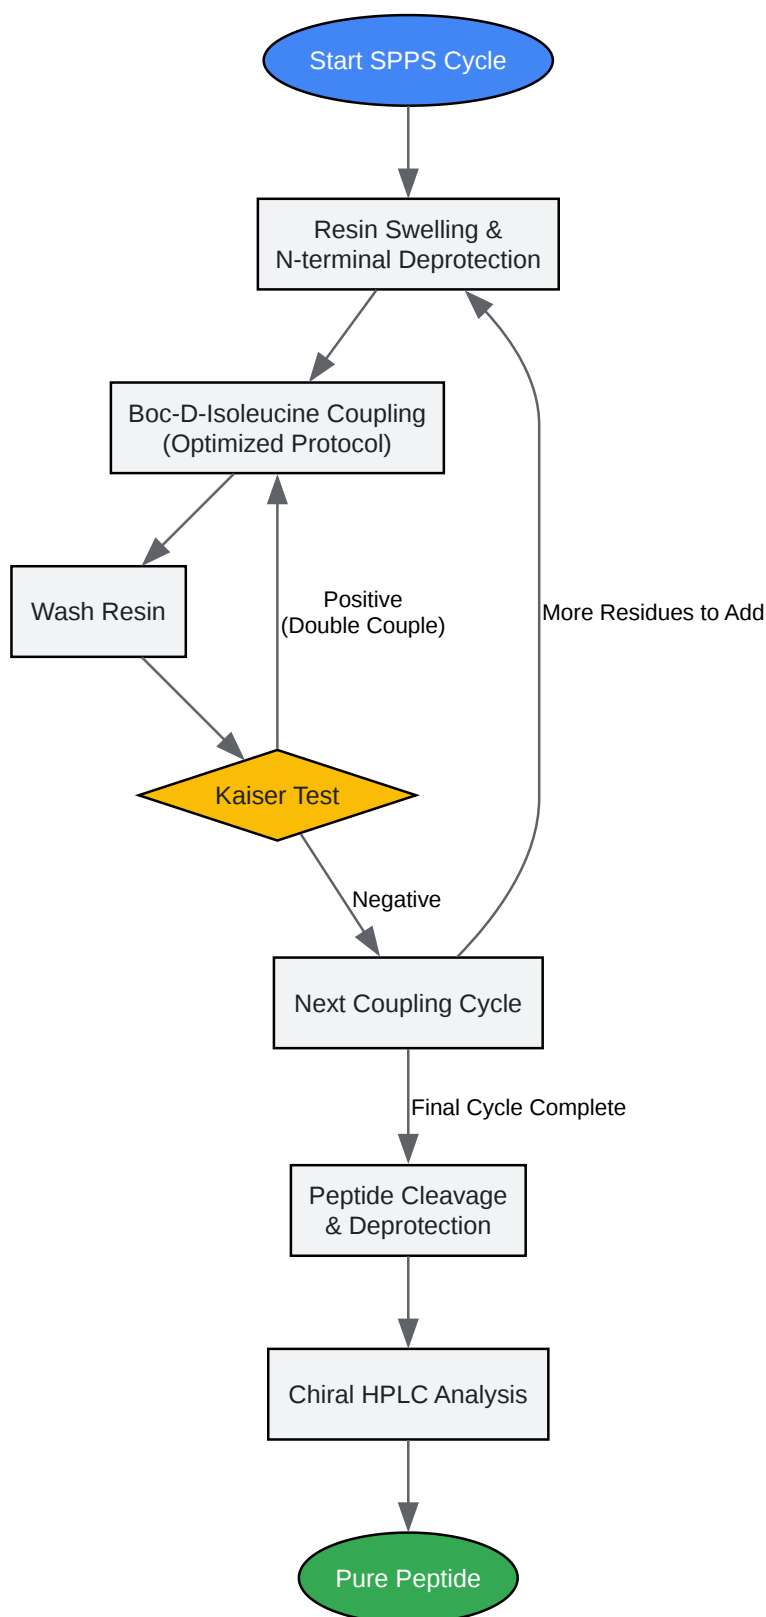 Start SPPS Cycle
Resin Swelling &
N-terminal Deprotection
Boc-D-Isoleucine Coupling
(Optimized Protocol)
Wash Resin
Positive
(Double Couple)
More Residues to Add
Kaiser Test
Negative
Next Coupling Cycle
Final Cycle Complete
Peptide Cleavage
& Deprotection
Chiral HPLC Analysis
Pure Peptide